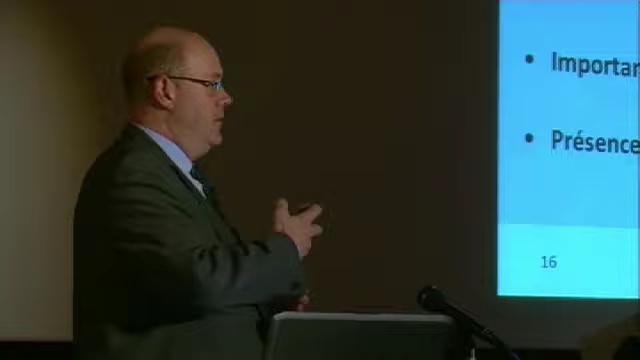 • Importan
• Présence
16